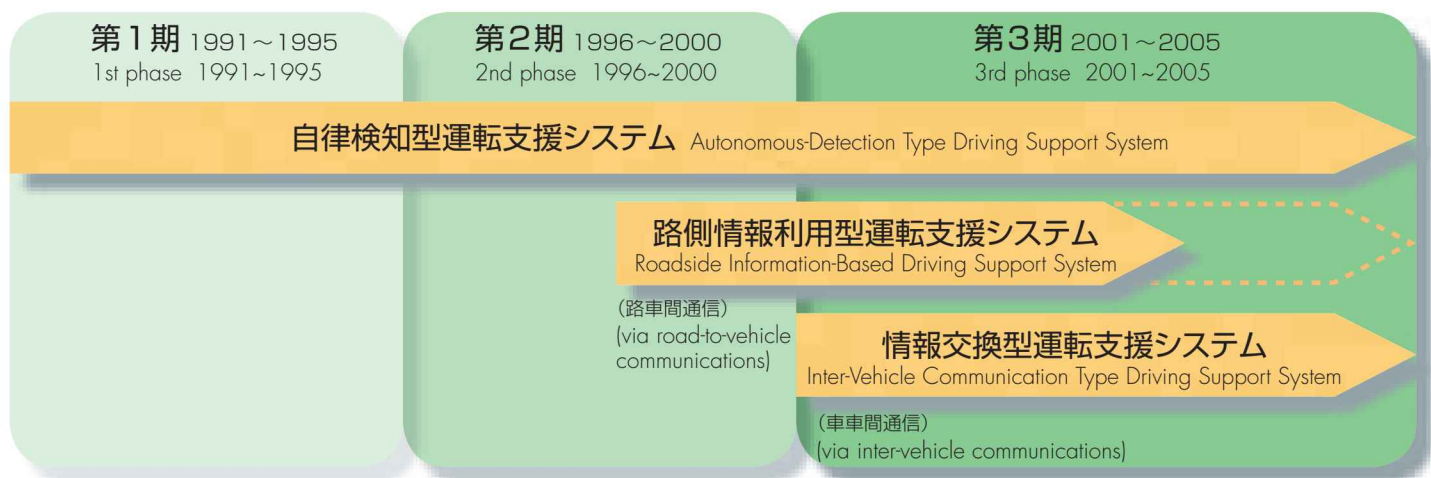 第1期 1991～1995
1st phase 1991~1995
第2期 1996～2000
2nd phase 1996~2000
第3期 2001～2005
3rd phase 2001~2005
自律検知型運転支援システム Autonomous-Detection Type Driving Support System
路側情報利用型運転支援システム
Roadside Information-Based Driving Support System
（路車間通信）
(via road-to-vehicle
communications)
情報交換型運転支援システム
Inter-Vehicle Communication Type Driving Support System
（車車間通信）
(via inter-vehicle communications)